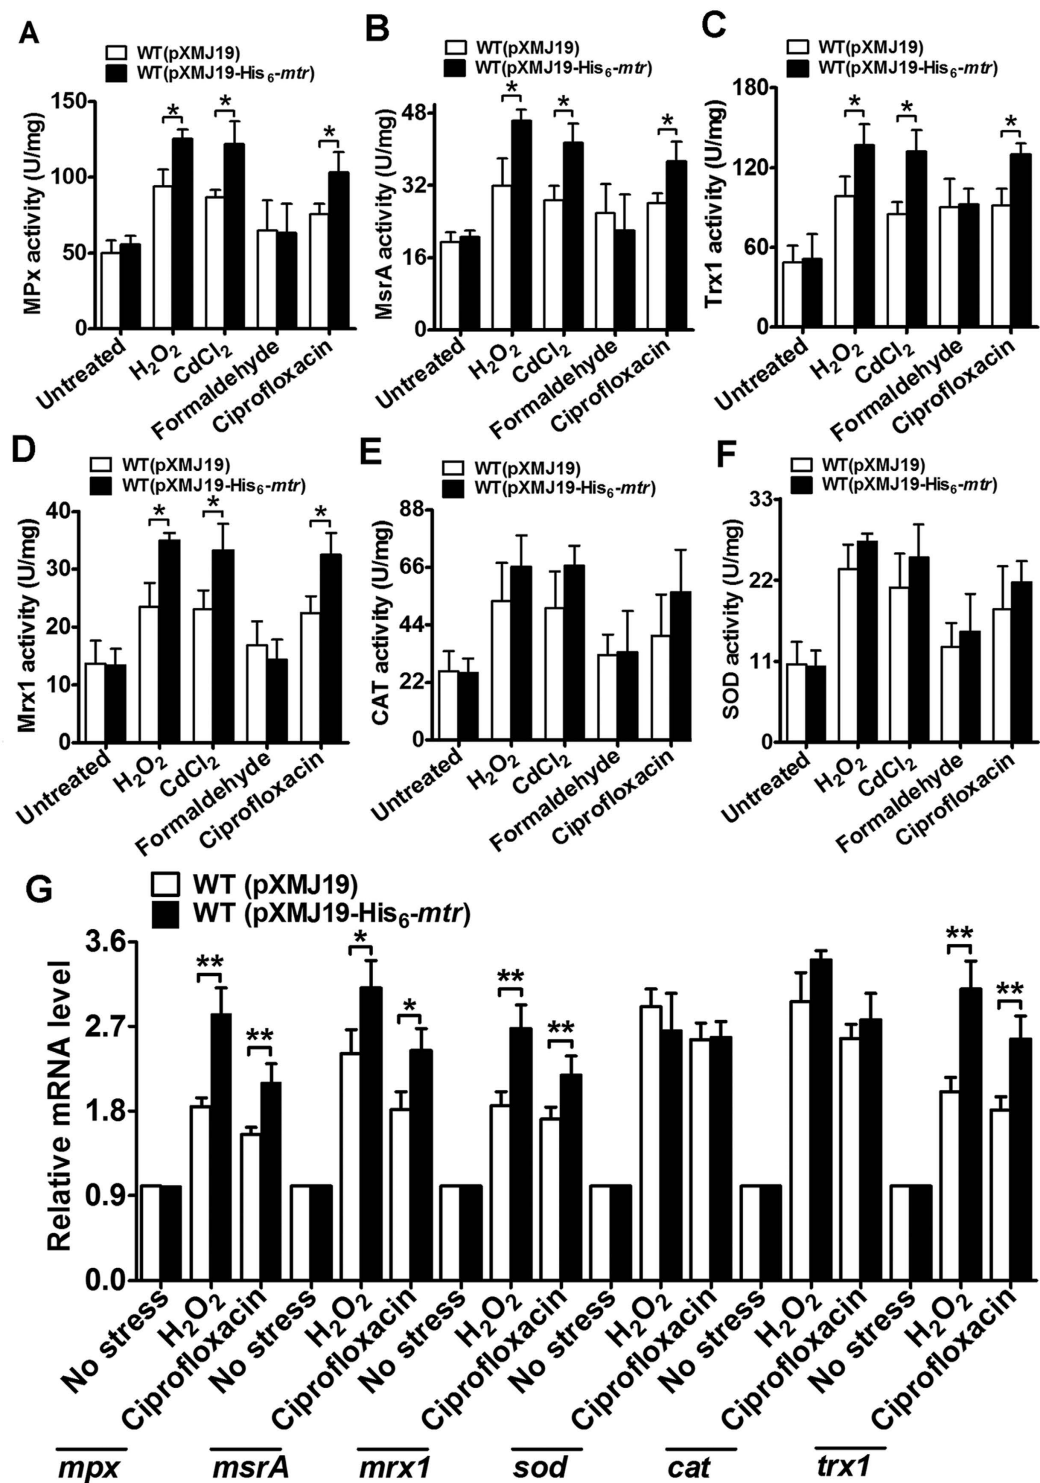 A
WT(pXMJ19)
WT(pXMJ19-His6-mtr)
MPx activity (U/mg)
150
100
50
0
* * *
Untreated
H2O2
CdCl2
Formaldehyde
Ciprofloxacin
B
WT(pXMJ19)
WT(pXMJ19-His6-mtr)
MsrA activity (U/mg)
48
32
16
0
* * *
Untreated
H2O2
CdCl2
Formaldehyde
Ciprofloxacin
C
WT(pXMJ19)
WT(pXMJ19-His6-mtr)
Trx1 activity (U/mg)
180
120
60
0
* * *
Untreated
H2O2
CdCl2
Formaldehyde
Ciprofloxacin
D
WT(pXMJ19)
WT(pXMJ19-His6-mtr)
Mrx1 activity (U/mg)
40
30
20
10
0
* * *
Untreated
H2O2
CdCl2
Formaldehyde
Ciprofloxacin
E
WT(pXMJ19)
WT(pXMJ19-His6-mtr)
CAT activity (U/mg)
88
66
44
22
0
Untreated
H2O2
CdCl2
Formaldehyde
Ciprofloxacin
F
WT(pXMJ19)
WT(pXMJ19-His6-mtr)
SOD activity (U/mg)
33
22
11
0
Untreated
H2O2
CdCl2
Formaldehyde
Ciprofloxacin
G
WT (pXMJ19)
WT (pXMJ19-His6-mtr)
Relative mRNA level
3.6
2.7
1.8
0.9
0.0
** ** * * ** ** ** **
No stress
H2O2
Ciprofloxacin
No stress
H2O2
Ciprofloxacin
No stress
H2O2
Ciprofloxacin
No stress
H2O2
Ciprofloxacin
No stress
H2O2
Ciprofloxacin
No stress
H2O2
Ciprofloxacin
mpx msrA mrx1 sod cat trx1